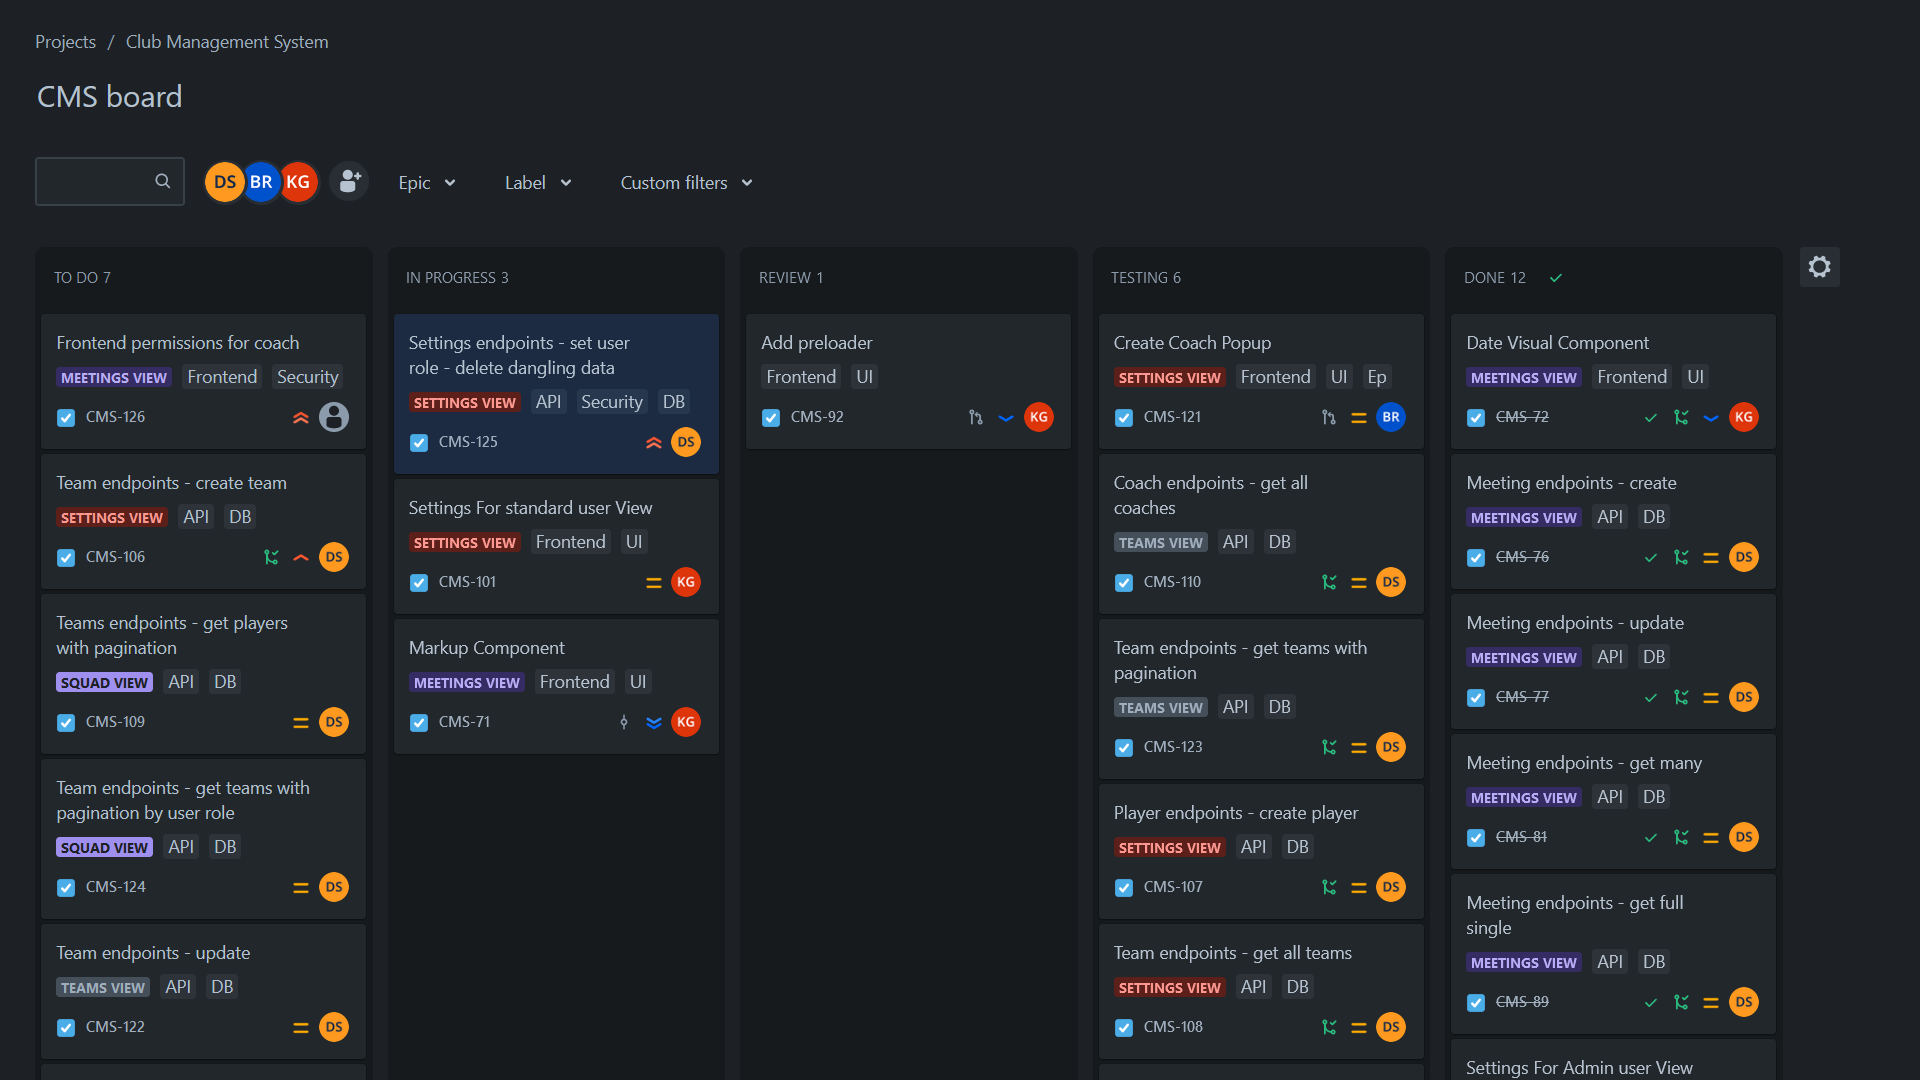 Projects / Club Management System
CMS board
DS BR KG Epic Label Custom filters
TO DO 7
Frontend permissions for coach
MEETINGS VIEW Frontend Security
CMS-126
Team endpoints - create team
SETTINGS VIEW API DB
CMS-106 DS
Teams endpoints - get players
with pagination
SQUAD VIEW API DB
CMS-109 DS
Team endpoints - get teams with
pagination by user role
SQUAD VIEW API DB
CMS-124 DS
Team endpoints - update
TEAMS VIEW API DB
CMS-122 DS
IN PROGRESS 3
Settings endpoints - set user
role - delete dangling data
SETTINGS VIEW API Security DB
CMS-125 DS
Settings For standard user View
SETTINGS VIEW Frontend UI
CMS-101 KG
Markup Component
MEETINGS VIEW Frontend UI
CMS-71 KG
REVIEW 1
Add preloader
Frontend UI
CMS-92 KG
TESTING 6
Create Coach Popup
SETTINGS VIEW Frontend UI Ep
CMS-121 BR
Coach endpoints - get all
coaches
TEAMS VIEW API DB
CMS-110 DS
Team endpoints - get teams with
pagination
TEAMS VIEW API DB
CMS-123 DS
Player endpoints - create player
SETTINGS VIEW API DB
CMS-107 DS
Team endpoints - get all teams
SETTINGS VIEW API DB
CMS-108 DS
DONE 12
Date Visual Component
MEETINGS VIEW Frontend UI
CMS-72 KG
Meeting endpoints - create
MEETINGS VIEW API DB
CMS-76 DS
Meeting endpoints - update
MEETINGS VIEW API DB
CMS-77 DS
Meeting endpoints - get many
MEETINGS VIEW API DB
CMS-81 DS
Meeting endpoints - get full
single
MEETINGS VIEW API DB
CMS-89 DS
Settings For Admin user View